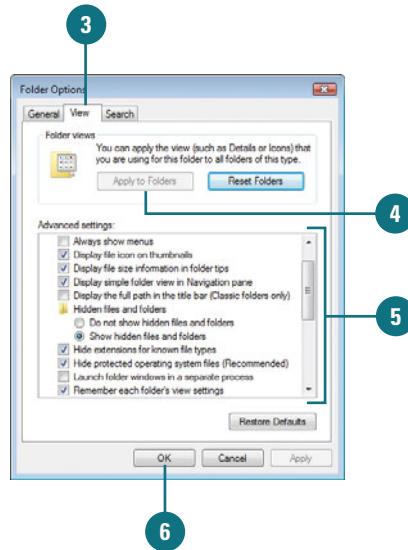 3
Folder Options
General View Search
Folder views
You can apply the view (such as Details or Icons) that
you are using for this folder to all folders of this type.
Apply to Folders Reset Folders
4
Advanced settings:
Always show menus
Display file icon on thumbnails
Display file size information in folder tips
Display simple folder view in Navigation pane
Display the full path in the title bar (Classic folders only)
Hidden files and folders
Do not show hidden files and folders
Show hidden files and folders
Hide extensions for known file types
Hide protected operating system files (Recommended)
Launch folder windows in a separate process
Remember each folder's view settings
5
Restore Defaults
OK Cancel Apply
6